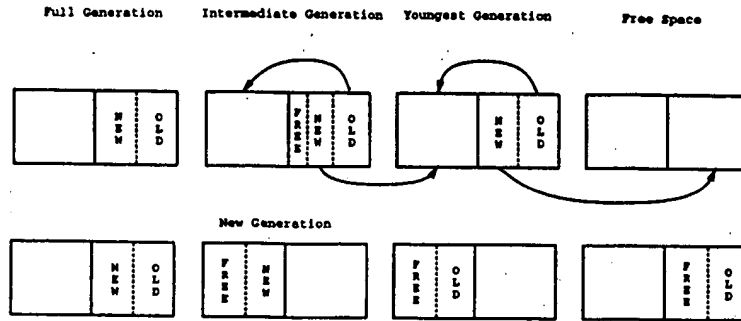 Full Generation
Intermediate Generation
Youngest Generation
Free Space
NEW
OLD
FREE
NEW
OLD
NEW
OLD
New Generation
NEW
OLD
FREE
NEW
FREE
OLD
FREE
OLD